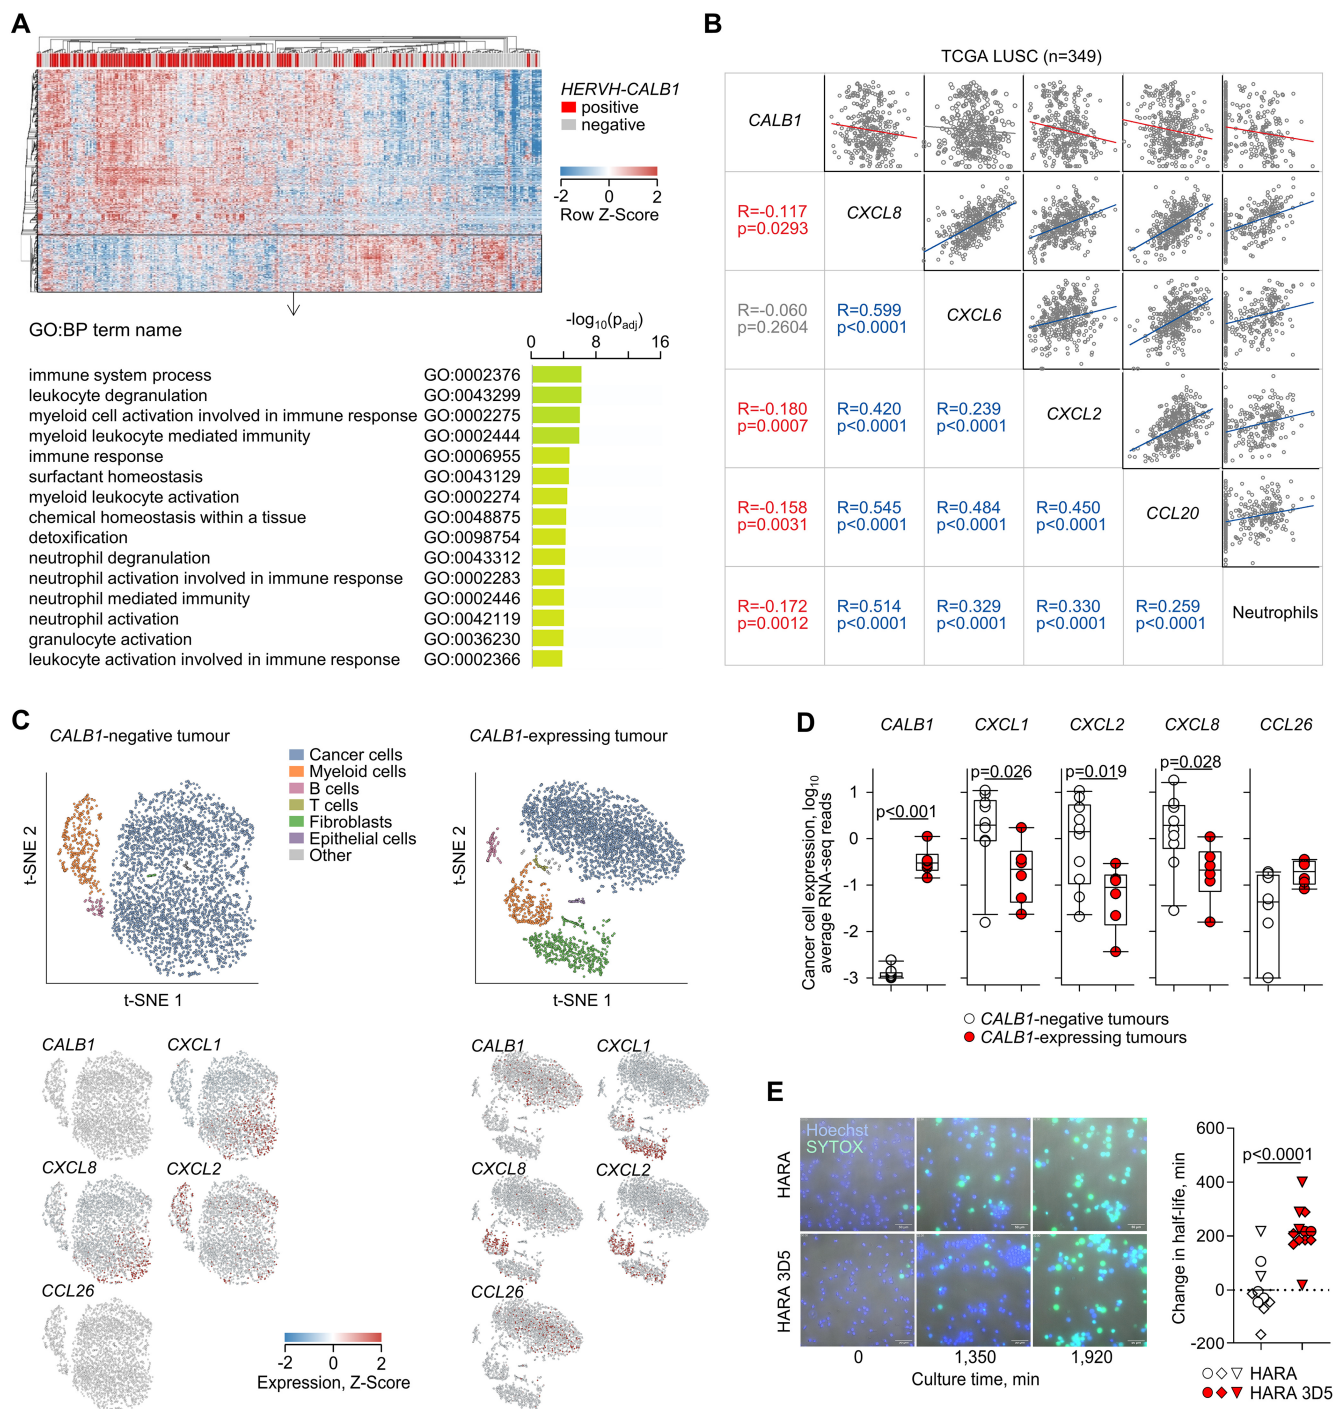 A
HERVH-CALB1
positive
negative
-2 0 2
Row Z-Score
GO:BP term name
-log10(padj)
0 8 16
immune system process GO:0002376
leukocyte degranulation GO:0043299
myeloid cell activation involved in immune response GO:0002275
myeloid leukocyte mediated immunity GO:0002444
immune response GO:0006955
surfactant homeostasis GO:0043129
myeloid leukocyte activation GO:0002274
chemical homeostasis within a tissue GO:0048875
detoxification GO:0098754
neutrophil degranulation GO:0043312
neutrophil activation involved in immune response GO:0002283
neutrophil mediated immunity GO:0002446
neutrophil activation GO:0042119
granulocyte activation GO:0036230
leukocyte activation involved in immune response GO:0002366
B
TCGA LUSC (n=349)
CALB1
R=-0.117 CXCL8
p=0.0293
R=-0.060 R=0.599 CXCL6
p=0.2604 p<0.0001
R=-0.180 R=0.420 R=0.239 CXCL2
p=0.0007 p<0.0001 p<0.0001
R=-0.158 R=0.545 R=0.484 R=0.450 CCL20
p=0.0031 p<0.0001 p<0.0001 p<0.0001
R=-0.172 R=0.514 R=0.329 R=0.330 R=0.259 Neutrophils
p=0.0012 p<0.0001 p<0.0001 p<0.0001 p<0.0001
C
CALB1-negative tumour
Cancer cells
Myeloid cells
B cells
T cells
Fibroblasts
Epithelial cells
Other
t-SNE 2
t-SNE 1
CALB1-expressing tumour
t-SNE 2
t-SNE 1
CALB1 CXCL1
CXCL8 CXCL2
CCL26
CALB1 CXCL1
CXCL8 CXCL2
CCL26
-2 0 2
Expression, Z-Score
D
CALB1 CXCL1 CXCL2 CXCL8 CCL26
p<0.001 p=0.026 p=0.019 p=0.028
Cancer cell expression, log10
average RNA-seq reads
1
0
-1
-2
-3
CALB1-negative tumours
CALB1-expressing tumours
E
Hoechst
SYTOX
HARA
HARA 3D5
0 1,350 1,920
Culture time, min
Change in half-life, min
600
400
200
0
-200
p<0.0001
HARA
HARA 3D5